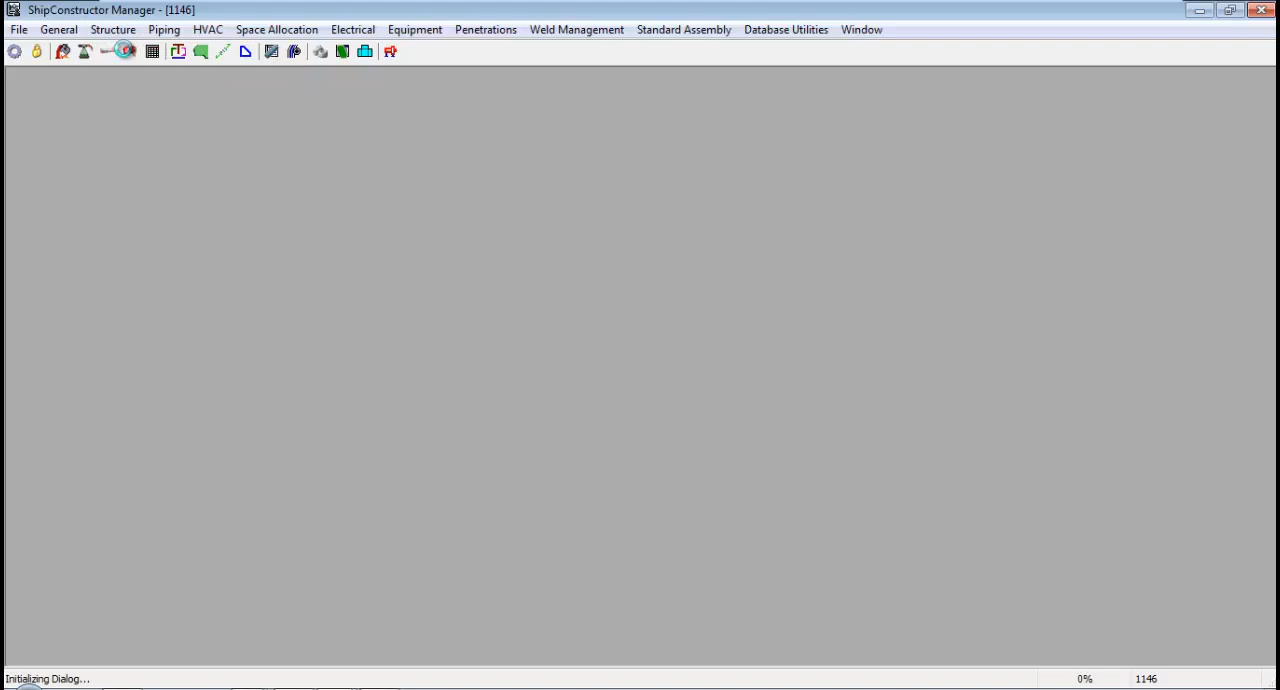 ShipConstructor Manager - [1146]
File General Structure Piping HVAC Space Allocation Electrical Equipment Penetrations Weld Management Standard Assembly Database Utilities Window
Initializing Dialog... 0% 1146